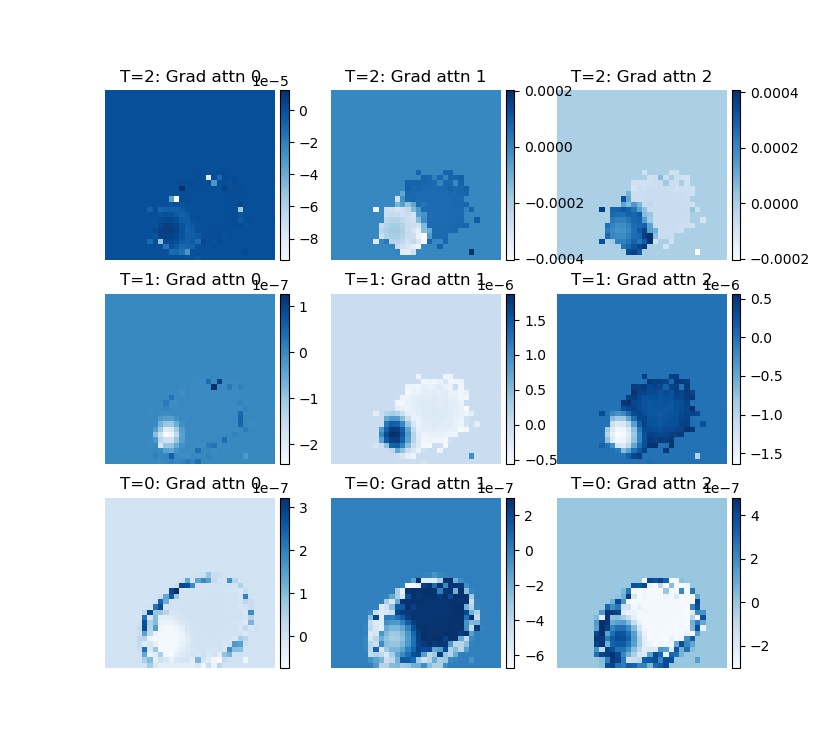 T=2: Grad attn 0
1e−5
0
−2
−4
−6
−8
T=2: Grad attn 1
0.0002
0.0000
−0.0002
−0.0004
T=2: Grad attn 2
0.0004
0.0002
0.0000
−0.0002
T=1: Grad attn 0
1e−7
1
0
−1
−2
T=1: Grad attn 1
1e−6
1.5
1.0
0.5
0.0
−0.5
T=1: Grad attn 2
1e−6
0.5
0.0
−0.5
−1.0
−1.5
T=0: Grad attn 0
1e−7
3
2
1
0
T=0: Grad attn 1
1e−7
2
0
−2
−4
−6
T=0: Grad attn 2
1e−7
4
2
0
−2